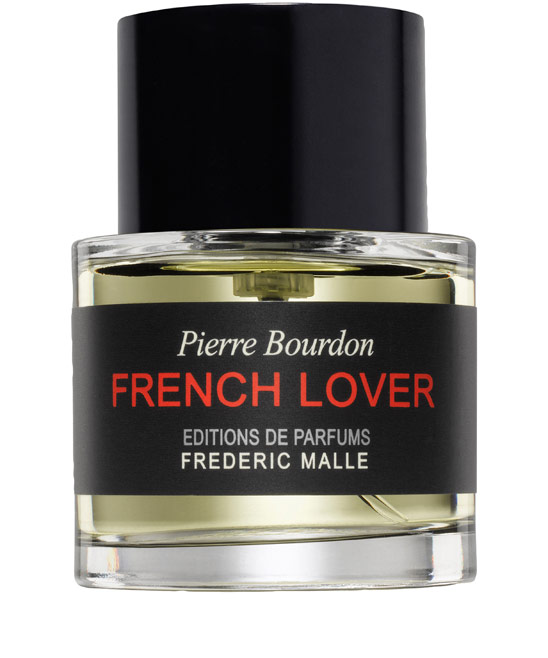 Pierre Bourdon
FRENCH LOVER
EDITIONS DE PARFUMS
FREDERIC MALLE